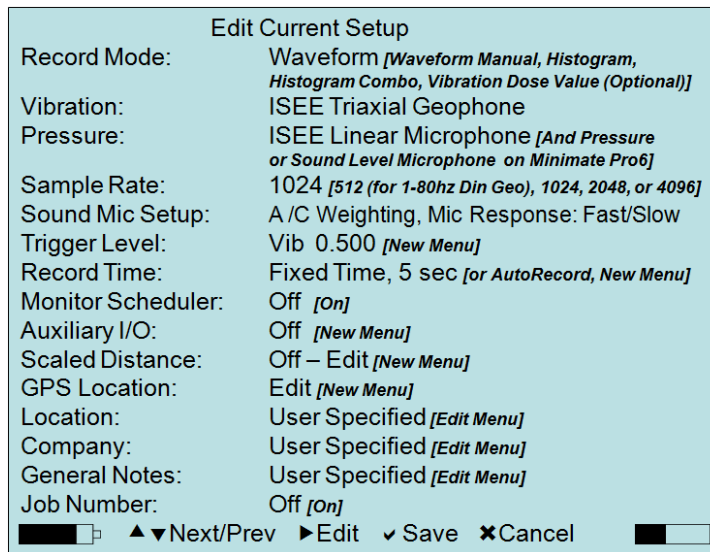 Edit Current Setup
Record Mode: Waveform [Waveform Manual, Histogram,
Histogram Combo, Vibration Dose Value (Optional)]
Vibration: ISEE Triaxial Geophone
Pressure: ISEE Linear Microphone [And Pressure
or Sound Level Microphone on Minimate Pro6]
Sample Rate: 1024 [512 (for 1-80hz Din Geo), 1024, 2048, or 4096]
Sound Mic Setup: A /C Weighting, Mic Response: Fast/Slow
Trigger Level: Vib 0.500 [New Menu]
Record Time: Fixed Time, 5 sec [or AutoRecord, New Menu]
Monitor Scheduler: Off [On]
Auxiliary I/O: Off [New Menu]
Scaled Distance: Off – Edit [New Menu]
GPS Location: Edit [New Menu]
Location: User Specified [Edit Menu]
Company: User Specified [Edit Menu]
General Notes: User Specified [Edit Menu]
Job Number: Off [On]
▲▼Next/Prev ►Edit ✔ Save ✖Cancel